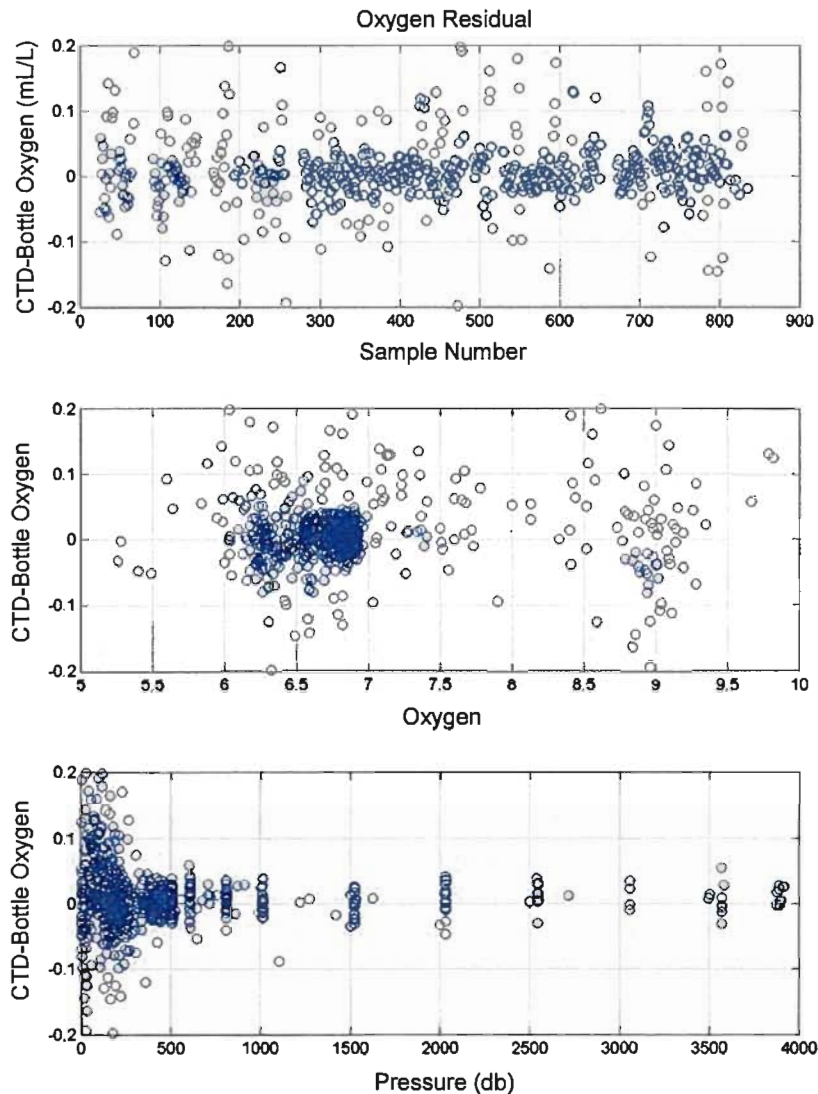 Oxygen Residual
CTD-Bottle Oxygen (mL/L)
0.2
0.1
0
-0.1
-0.2
0 100 200 300 400 500 600 700 800 900
Sample Number
CTD-Bottle Oxygen
0.2
0.1
0
-0.1
-0.2
5 5.5 6 6.5 7 7.5 8 8.5 9 9.5 10
Oxygen
CTD-Bottle Oxygen
0.2
0.1
0
-0.1
-0.2
0 500 1000 1500 2000 2500 3000 3500 4000
Pressure (db)